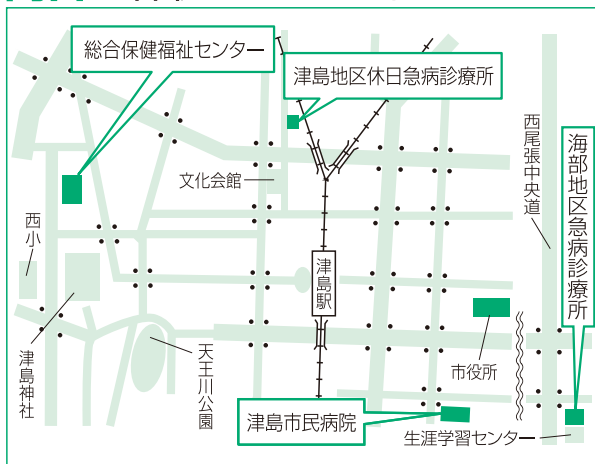 総合保健福祉センター
津島地区休日急病診療所
西尾張中央道
海部地区急病診療所
文化会館
西小
津島駅
津島神社
天王川公園
市役所
津島市民病院
生涯学習センター